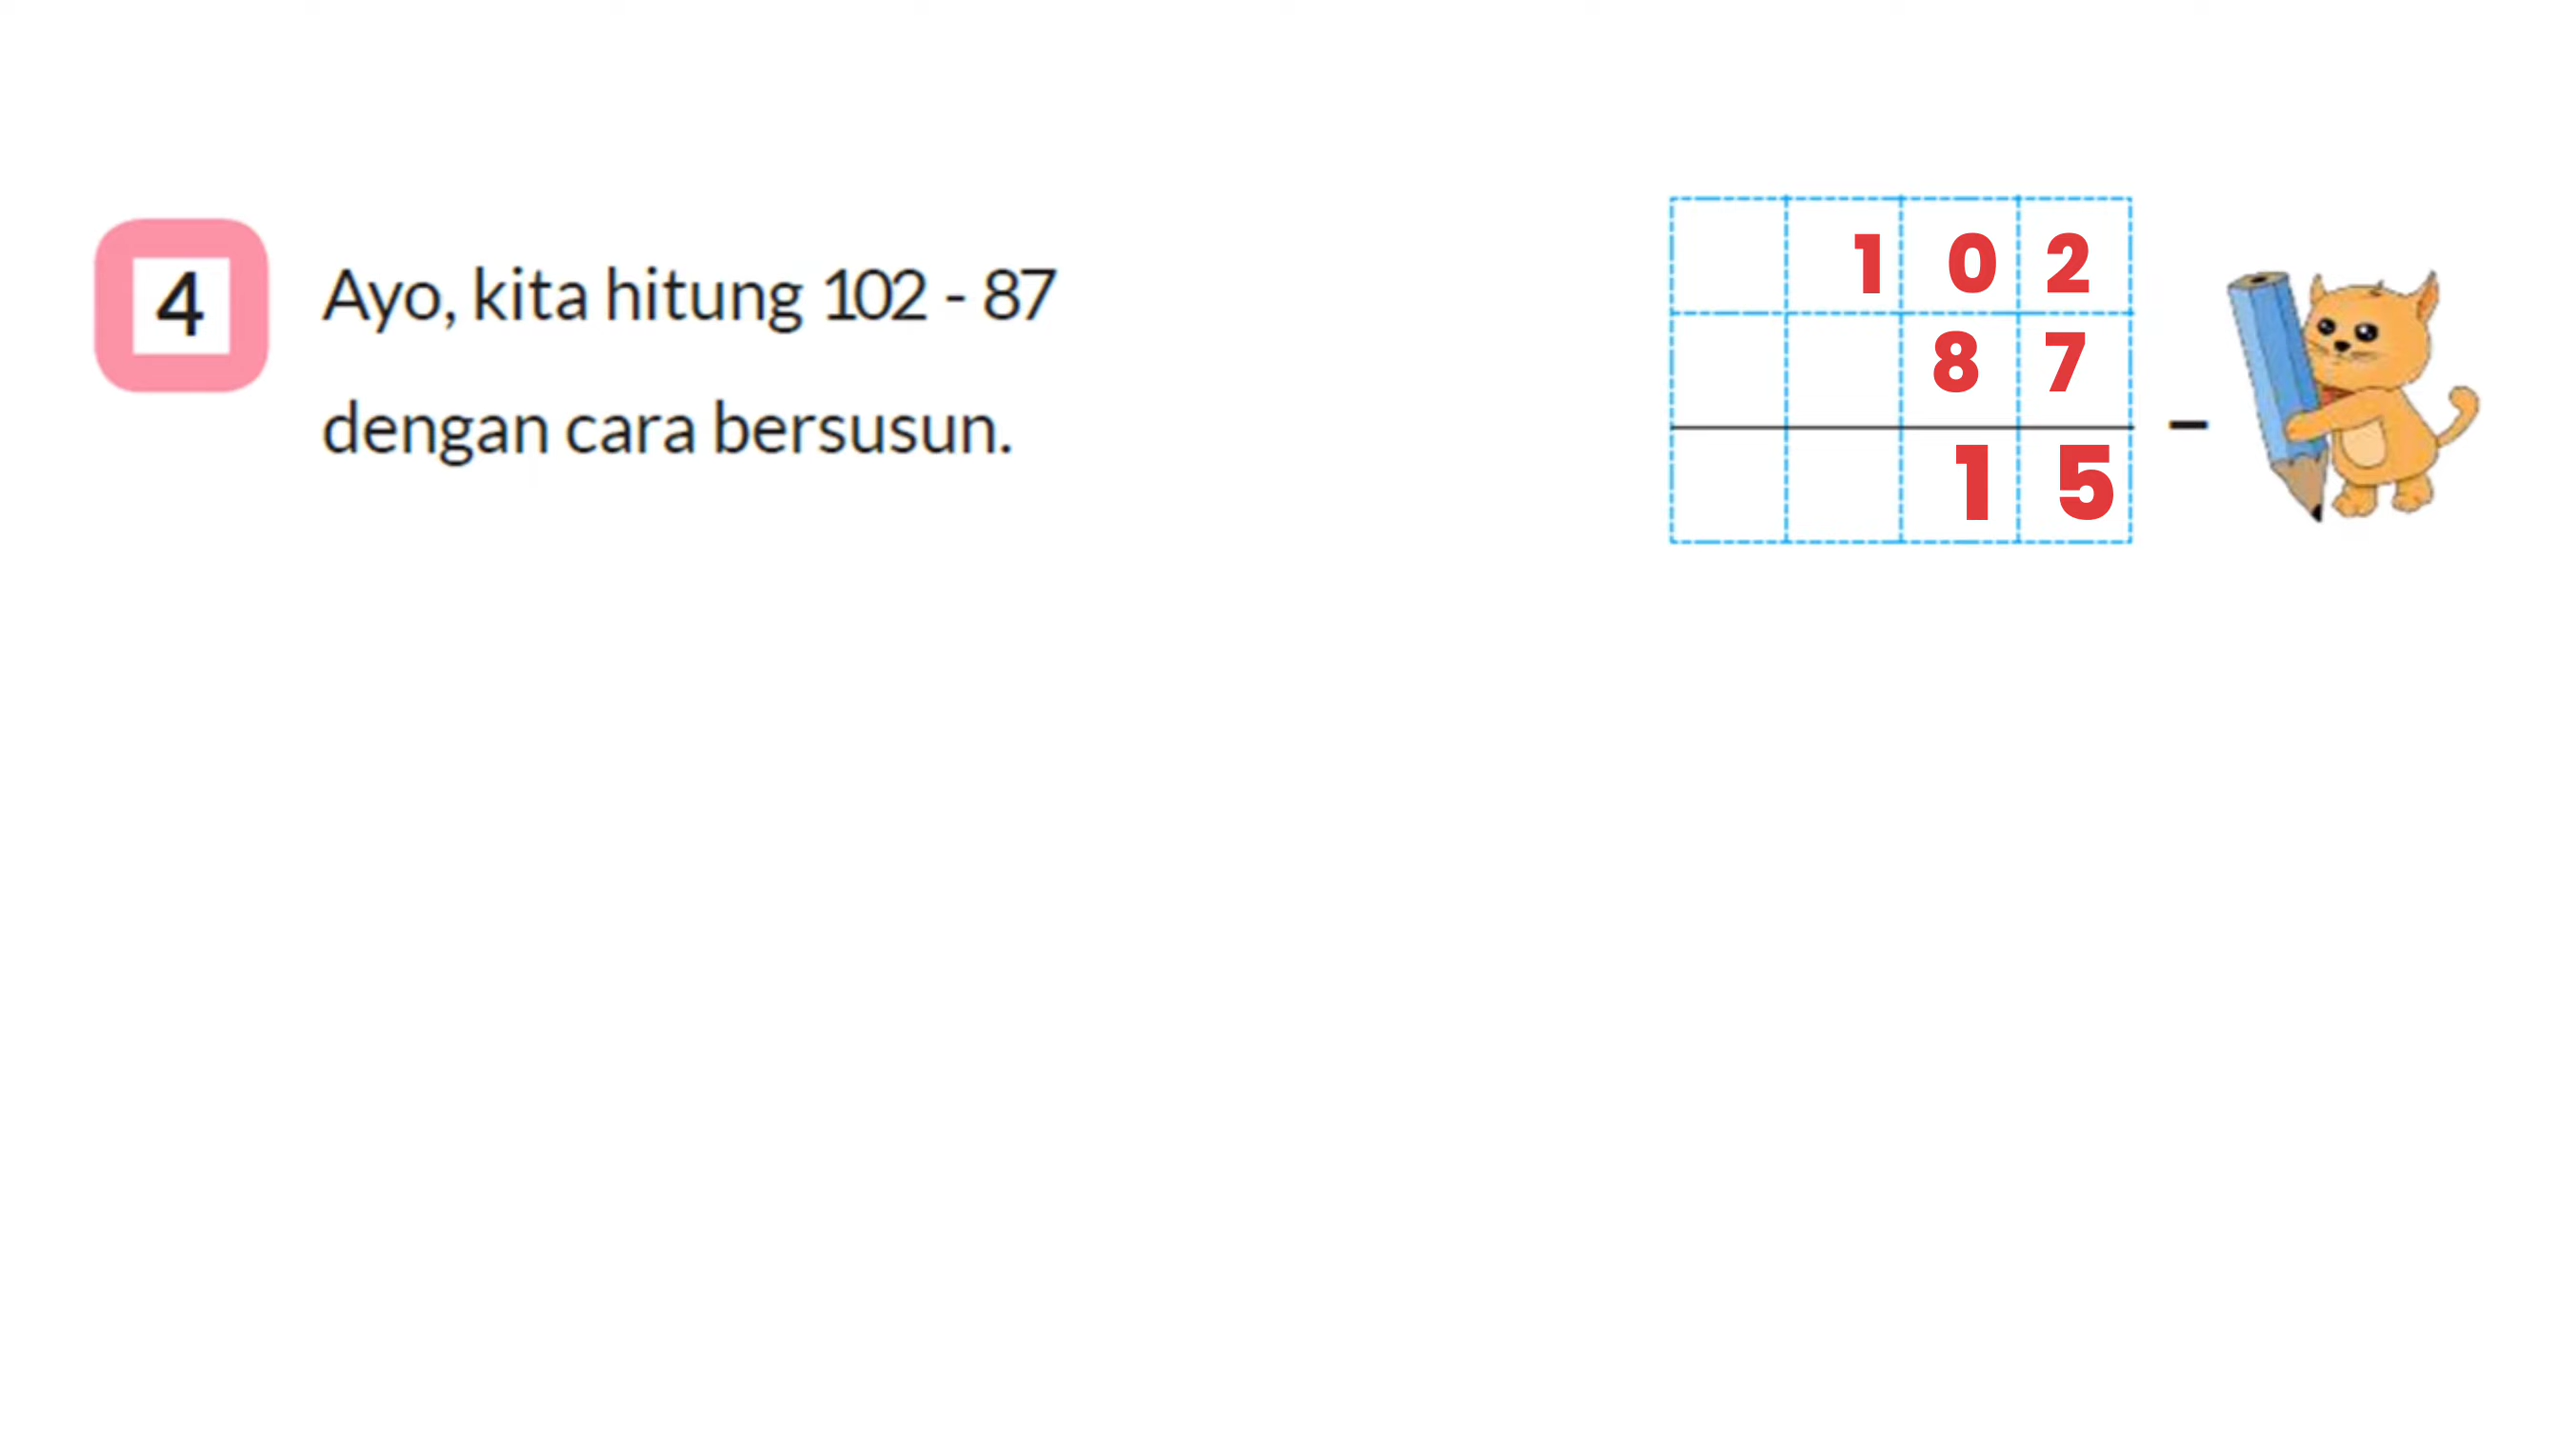 4
Ayo, kita hitung 102 - 87
dengan cara bersusun.
1 0 2
8 7
-
1 5